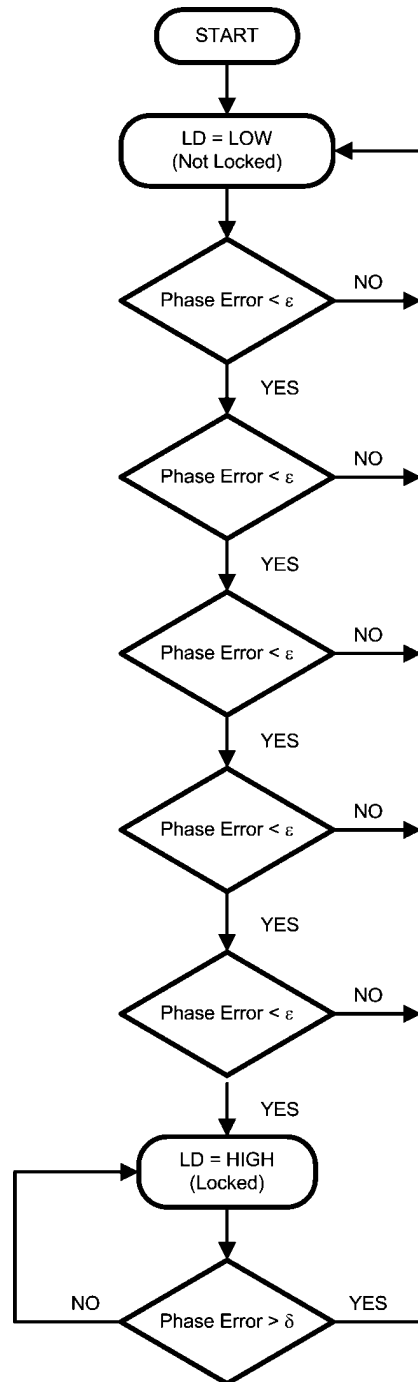 START
LD = LOW
(Not Locked)
Phase Error < ε
NO
YES
Phase Error < ε
NO
YES
Phase Error < ε
NO
YES
Phase Error < ε
NO
YES
Phase Error < ε
NO
YES
LD = HIGH
(Locked)
NO
Phase Error > δ
YES